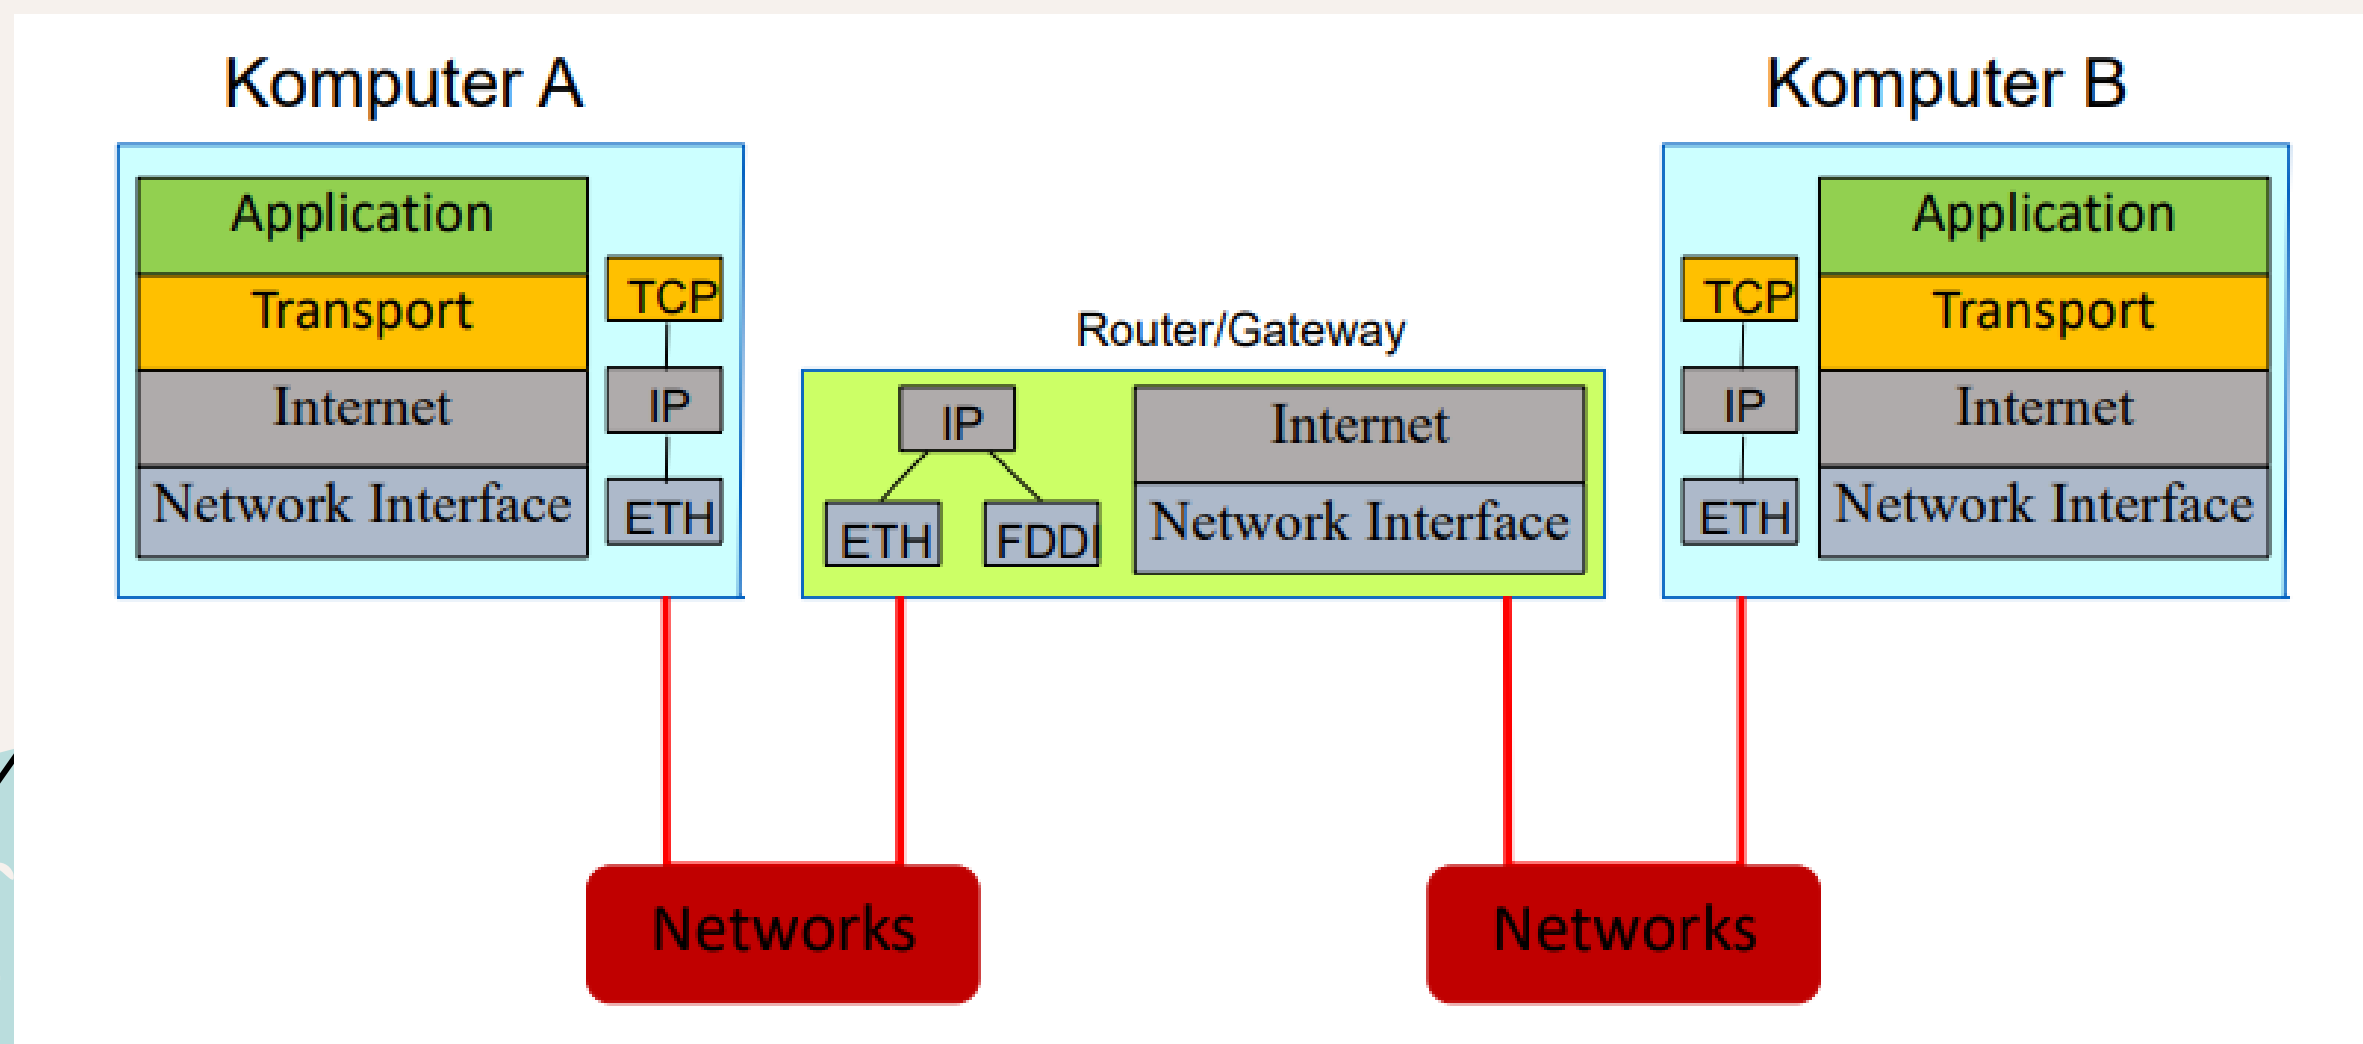 Komputer A
Application
Transport
Internet
Network Interface
TCP
IP
ETH
Router/Gateway
IP
ETH
FDDI
Internet
Network Interface
Komputer B
TCP
IP
ETH
Application
Transport
Internet
Network Interface
Networks
Networks